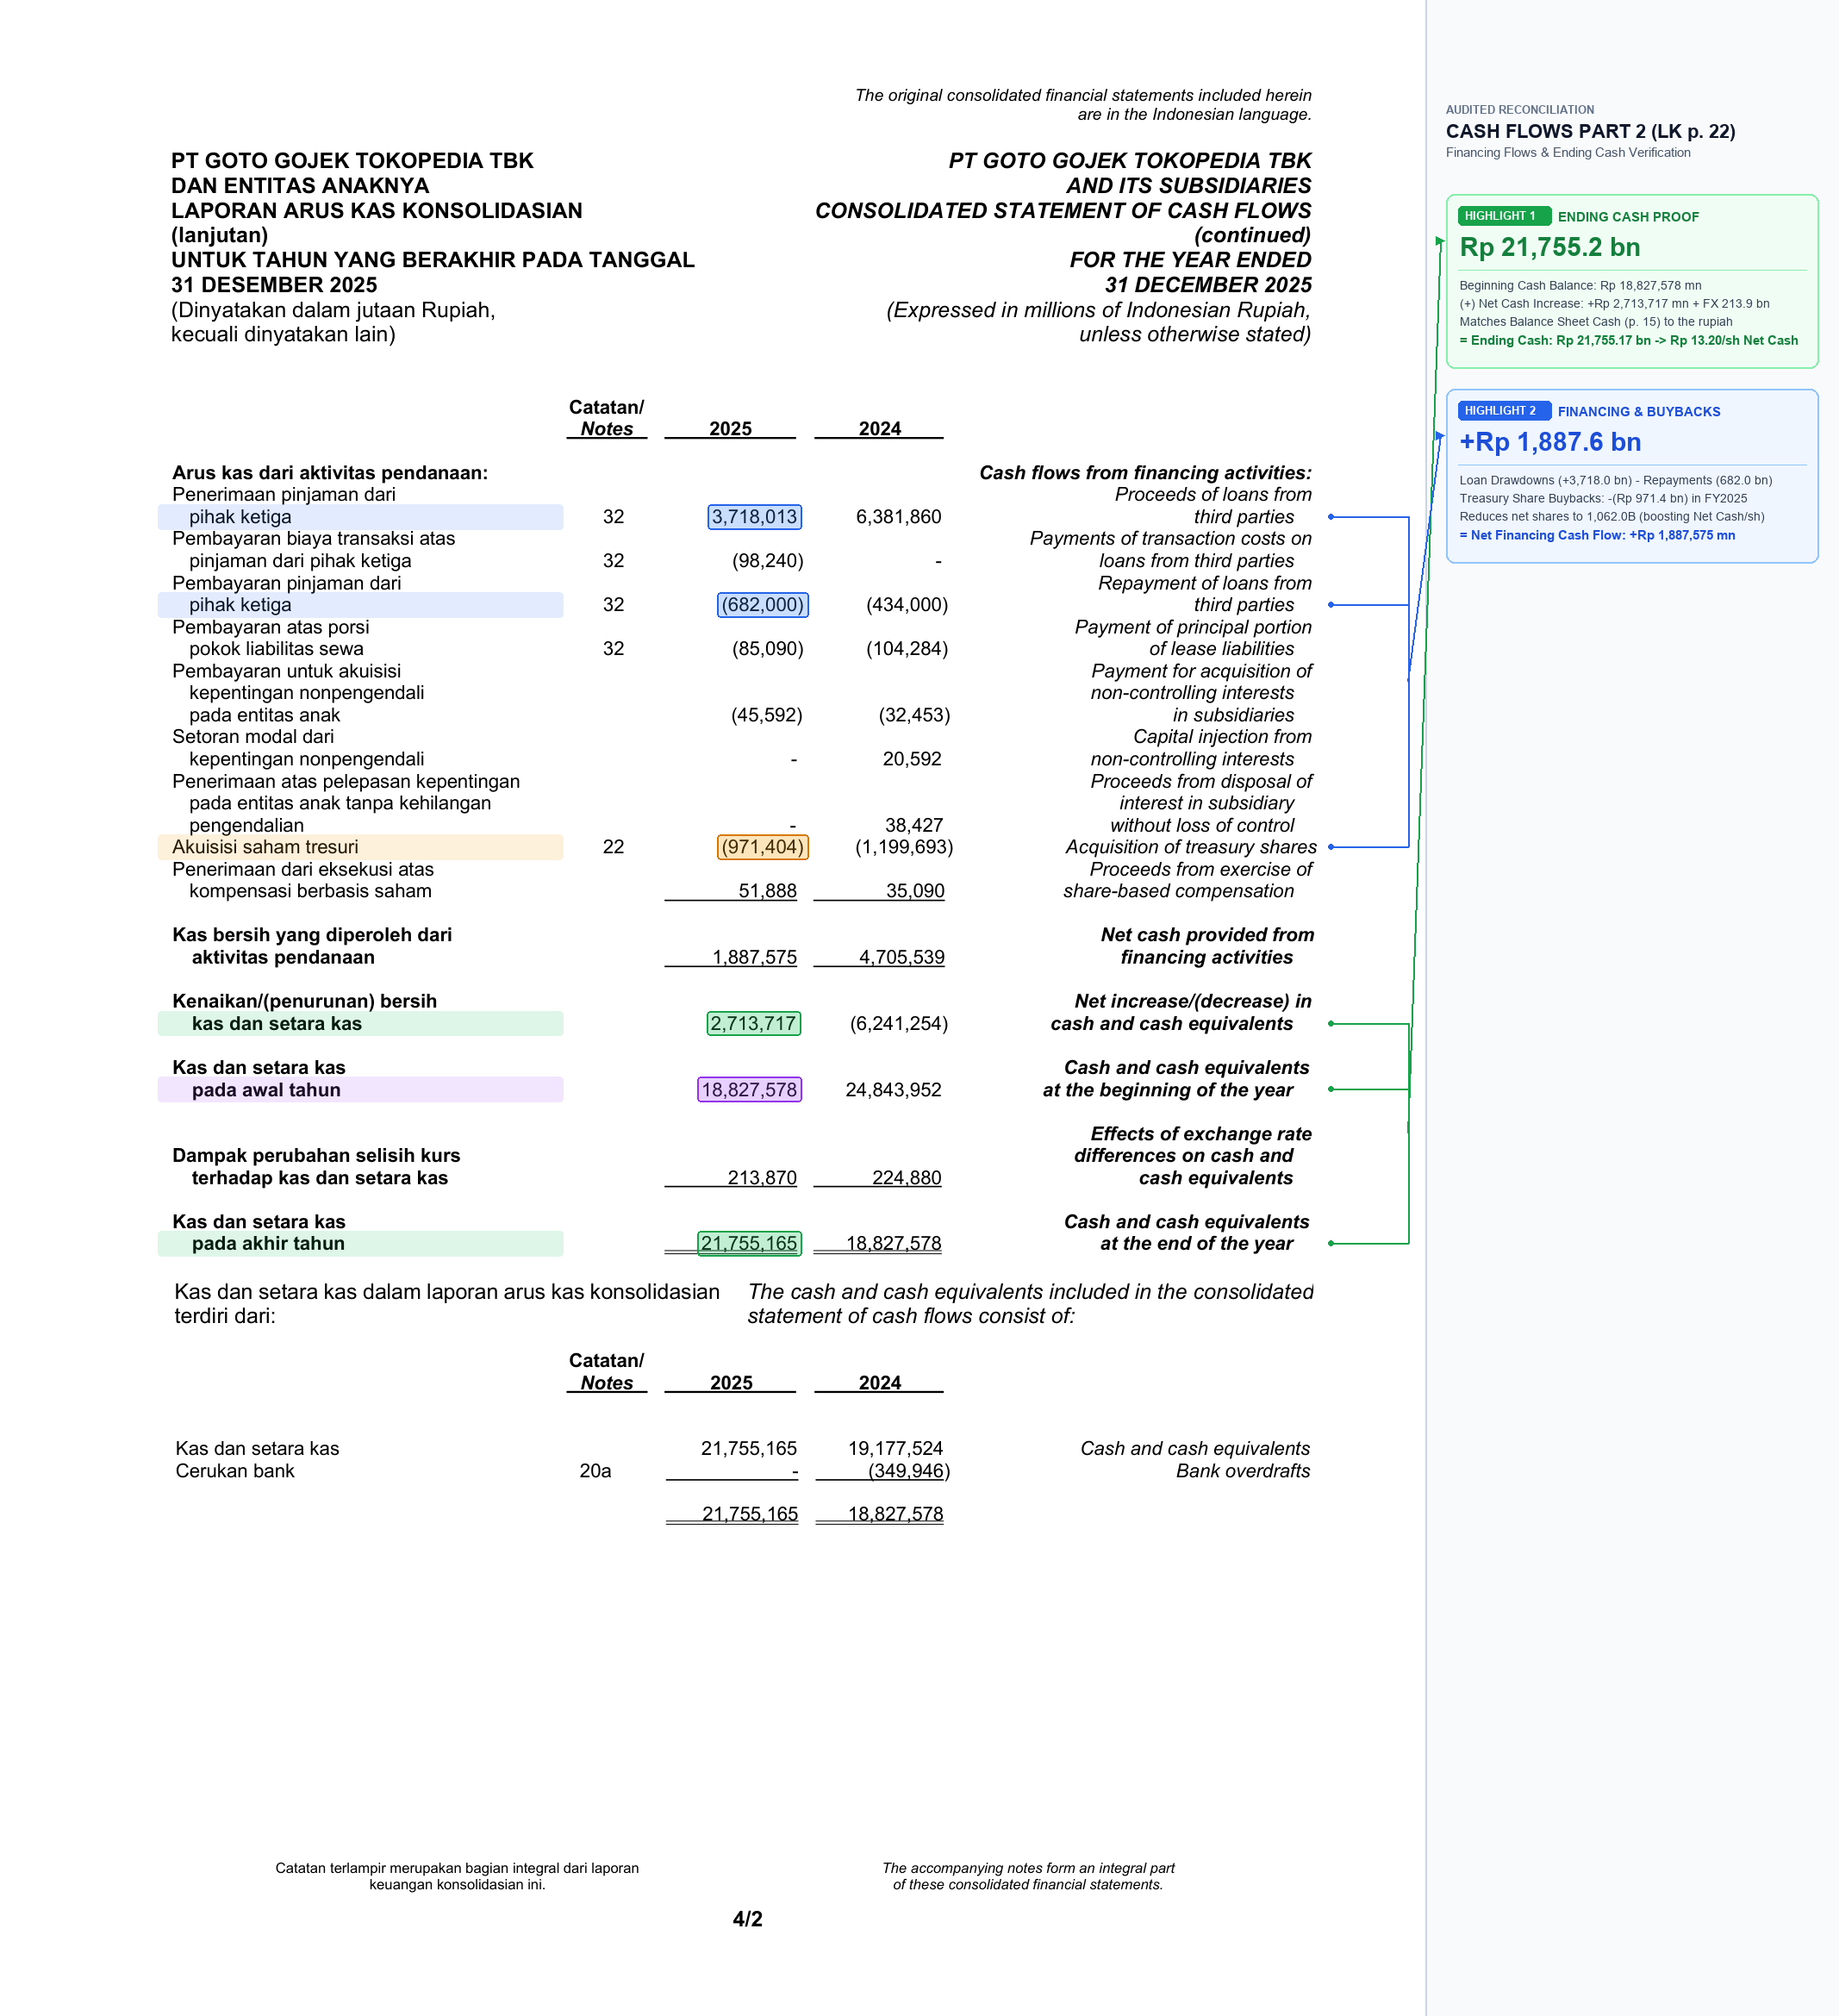 The original consolidated financial statements included herein
are in the Indonesian language.
PT GOTO GOJEK TOKOPEDIA TBK
DAN ENTITAS ANAKNYA
LAPORAN ARUS KAS KONSOLIDASIAN
(lanjutan)
UNTUK TAHUN YANG BERAKHIR PADA TANGGAL
31 DESEMBER 2025
(Dinyatakan dalam jutaan Rupiah,
kecuali dinyatakan lain)
PT GOTO GOJEK TOKOPEDIA TBK
AND ITS SUBSIDIARIES
CONSOLIDATED STATEMENT OF CASH FLOWS
(continued)
FOR THE YEAR ENDED
31 DECEMBER 2025
(Expressed in millions of Indonesian Rupiah,
unless otherwise stated)
Catatan/
Notes 2025 2024
Arus kas dari aktivitas pendanaan: Cash flows from financing activities:
Penerimaan pinjaman dari Proceeds of loans from
pihak ketiga 32 3,718,013 6,381,860 third parties
Pembayaran biaya transaksi atas Payments of transaction costs on
pinjaman dari pihak ketiga 32 (98,240) - loans from third parties
Pembayaran pinjaman dari Repayment of loans from
pihak ketiga 32 (682,000) (434,000) third parties
Pembayaran atas porsi Payment of principal portion
pokok liabilitas sewa 32 (85,090) (104,284) of lease liabilities
Pembayaran untuk akuisisi Payment for acquisition of
kepentingan nonpengendali non-controlling interests
pada entitas anak (45,592) (32,453) in subsidiaries
Setoran modal dari Capital injection from
kepentingan nonpengendali - 20,592 non-controlling interests
Penerimaan atas pelepasan kepentingan Proceeds from disposal of
pada entitas anak tanpa kehilangan interest in subsidiary
pengendalian - 38,427 without loss of control
Akuisisi saham tresuri 22 (971,404) (1,199,693) Acquisition of treasury shares
Penerimaan dari eksekusi atas Proceeds from exercise of
kompensasi berbasis saham 51,888 35,090 share-based compensation
Kas bersih yang diperoleh dari Net cash provided from
aktivitas pendanaan 1,887,575 4,705,539 financing activities
Kenaikan/(penurunan) bersih Net increase/(decrease) in
kas dan setara kas 2,713,717 (6,241,254) cash and cash equivalents
Kas dan setara kas Cash and cash equivalents
pada awal tahun 18,827,578 24,843,952 at the beginning of the year
Effects of exchange rate
Dampak perubahan selisih kurs differences on cash and
terhadap kas dan setara kas 213,870 224,880 cash equivalents
Kas dan setara kas Cash and cash equivalents
pada akhir tahun 21,755,165 18,827,578 at the end of the year
Kas dan setara kas dalam laporan arus kas konsolidasian
terdiri dari:
The cash and cash equivalents included in the consolidated
statement of cash flows consist of:
Catatan/
Notes 2025 2024
Kas dan setara kas 21,755,165 19,177,524 Cash and cash equivalents
Cerukan bank 20a - (349,946) Bank overdrafts
21,755,165 18,827,578
Catatan terlampir merupakan bagian integral dari laporan
keuangan konsolidasian ini.
The accompanying notes form an integral part
of these consolidated financial statements.
4/2
AUDITED RECONCILIATION
CASH FLOWS PART 2 (LK p. 22)
Financing Flows & Ending Cash Verification
HIGHLIGHT 1 ENDING CASH PROOF
Rp 21,755.2 bn
Beginning Cash Balance: Rp 18,827,578 mn
(+) Net Cash Increase: +Rp 2,713,717 mn + FX 213.9 bn
Matches Balance Sheet Cash (p. 15) to the rupiah
= Ending Cash: Rp 21,755.17 bn -> Rp 13.20/sh Net Cash
HIGHLIGHT 2 FINANCING & BUYBACKS
+Rp 1,887.6 bn
Loan Drawdowns (+3,718.0 bn) - Repayments (682.0 bn)
Treasury Share Buybacks: -(Rp 971.4 bn) in FY2025
Reduces net shares to 1,062.0B (boosting Net Cash/sh)
= Net Financing Cash Flow: +Rp 1,887,575 mn